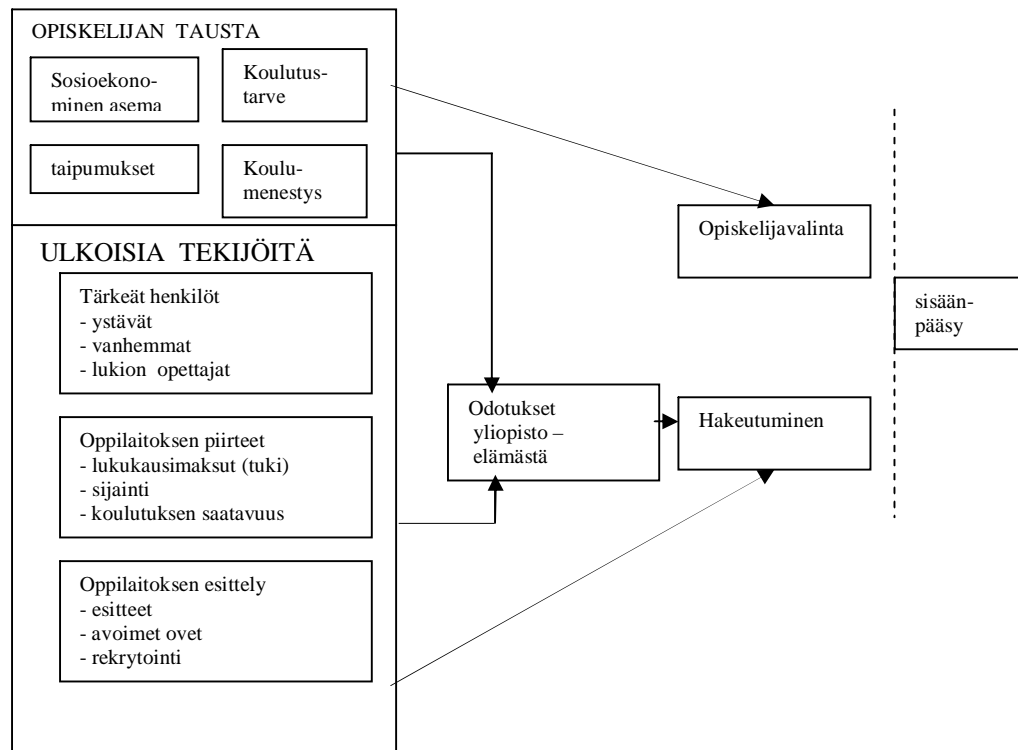 OPISKELIJAN TAUSTA
Sosioekono-
minen asema
Koulutus-
tarve
taipumukset
Koulu-
menestys
ULKOISIA TEKIJÖITÄ
Tärkeät henkilöt
- ystävät
- vanhemmat
- lukion opettajat
Oppilaitoksen piirteet
- lukukausimaksut (tuki)
- sijainti
- koulutuksen saatavuus
Oppilaitoksen esittely
- esitteet
- avoimet ovet
- rekrytointi
Odotukset
yliopisto –
elämästä
Opiskelijavalinta
Hakeutuminen
sisään-
pääsy